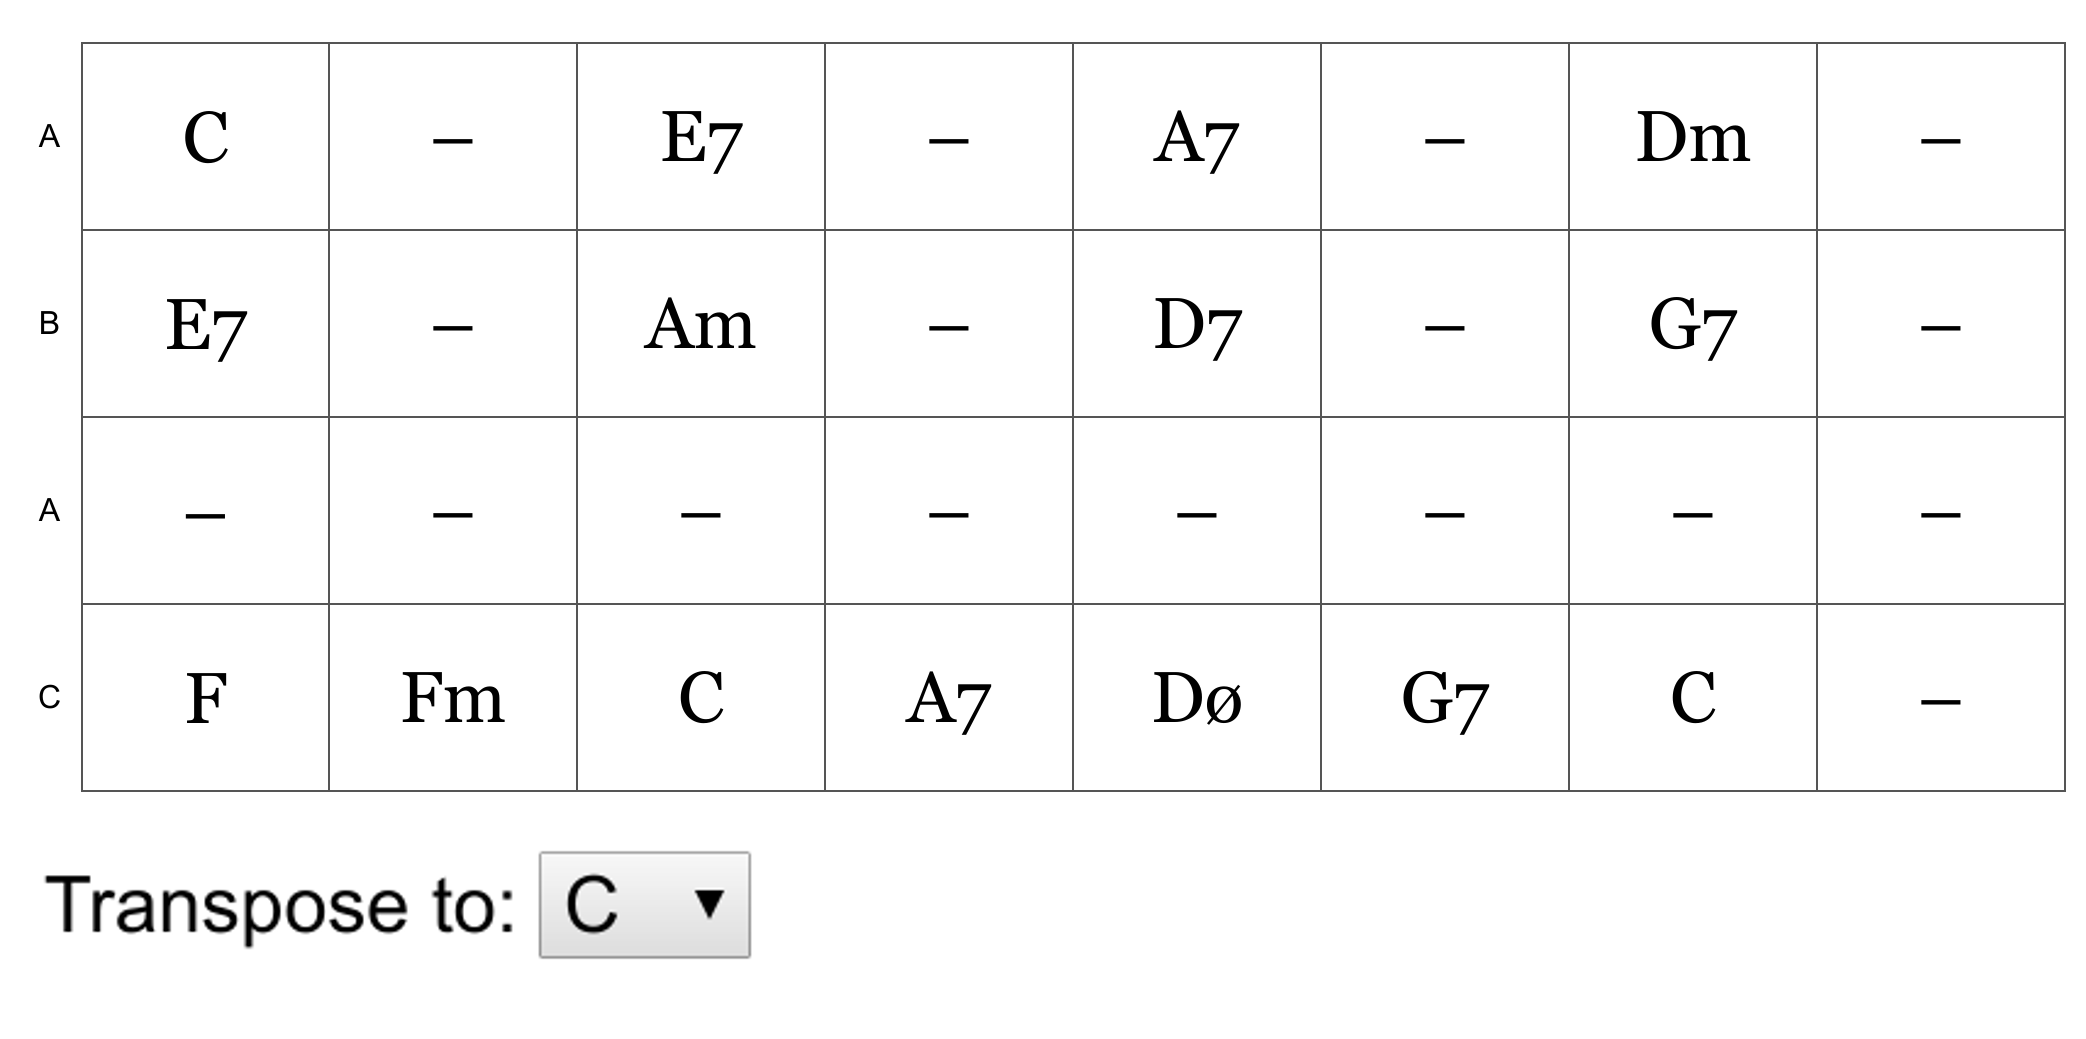 A C – E7 – A7 – Dm –
B E7 – Am – D7 – G7 –
A – – – – – – – –
C F Fm C A7 Dø G7 C –
Transpose to: C ▼